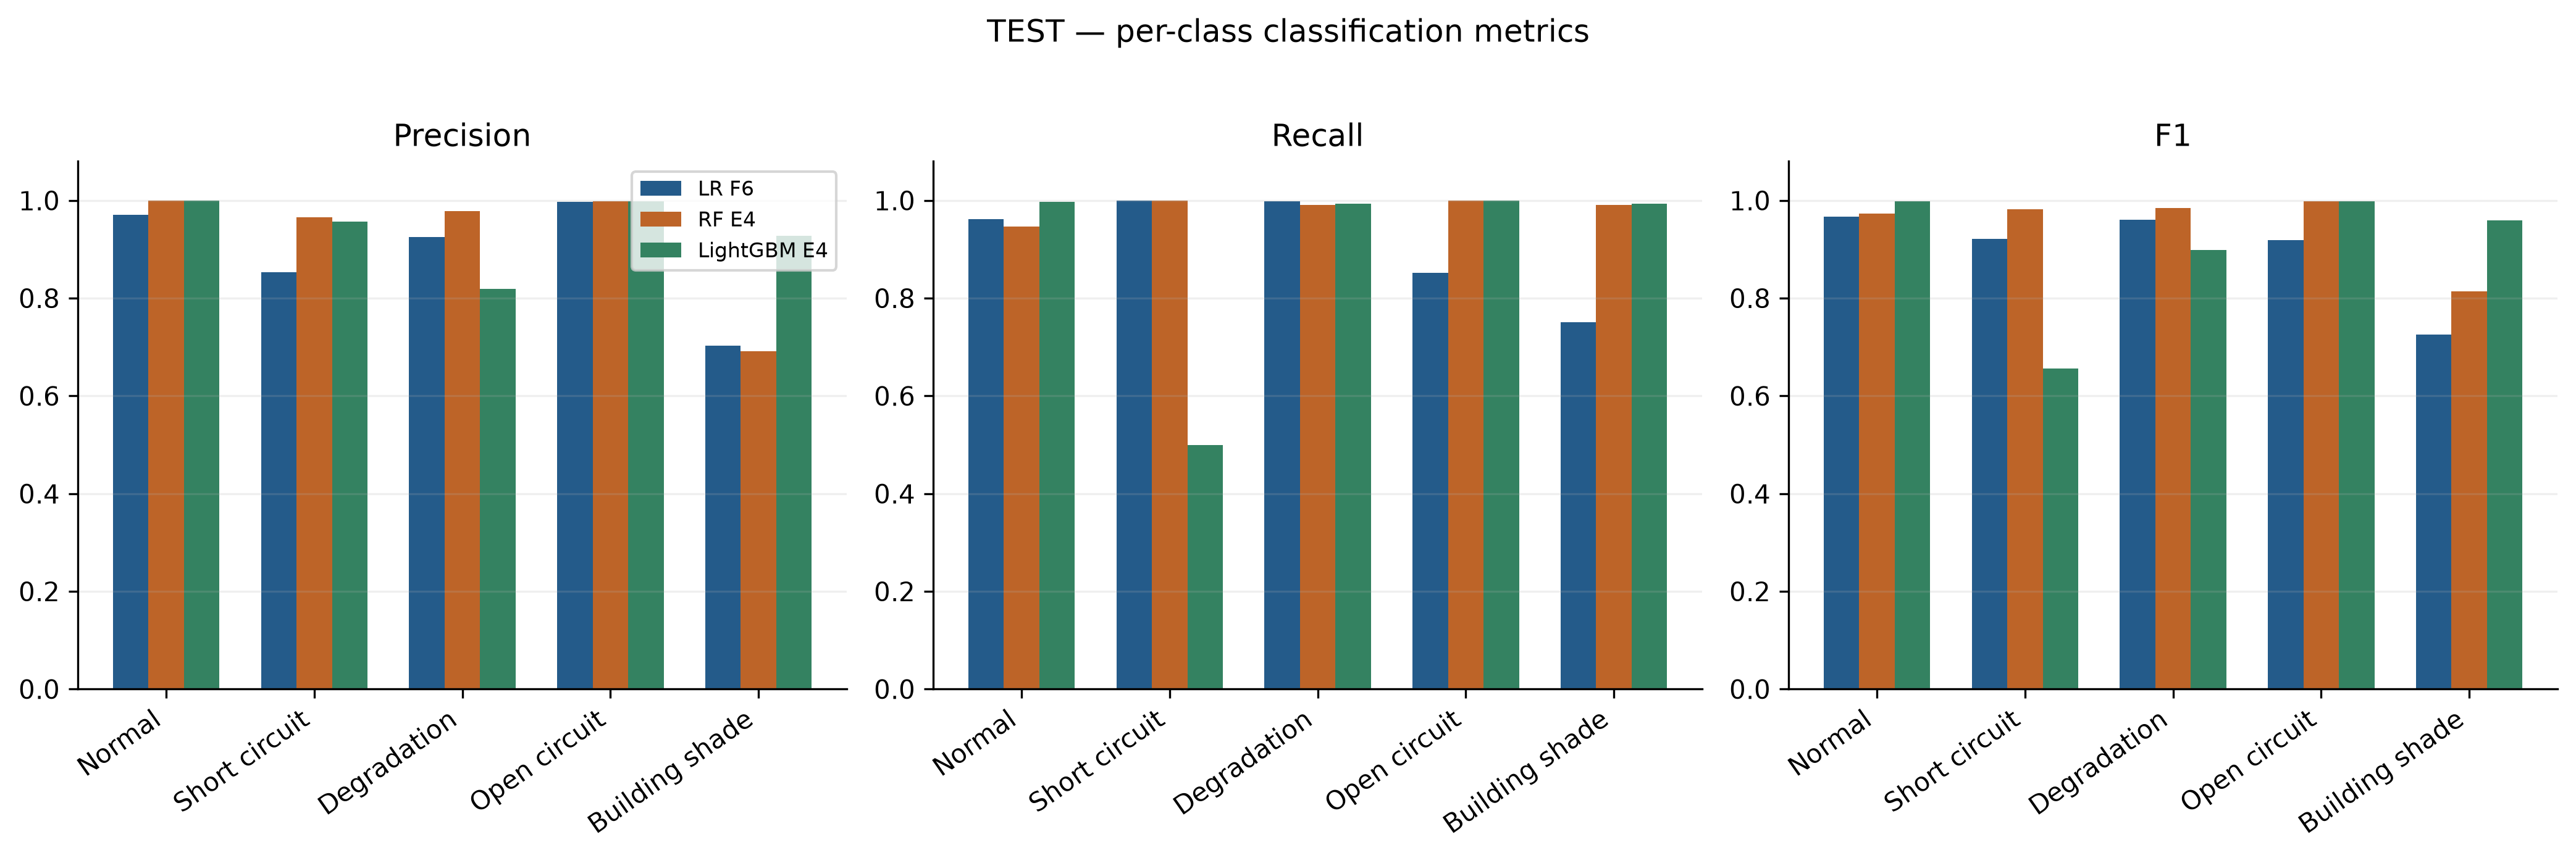 TEST — per-class classification metrics
Precision
1.0
0.8
0.6
0.4
0.2
0.0
LR F6
RF E4
LightGBM E4
Normal
Short circuit
Degradation
Open circuit
Building shade
Recall
1.0
0.8
0.6
0.4
0.2
0.0
Normal
Short circuit
Degradation
Open circuit
Building shade
F1
1.0
0.8
0.6
0.4
0.2
0.0
Normal
Short circuit
Degradation
Open circuit
Building shade